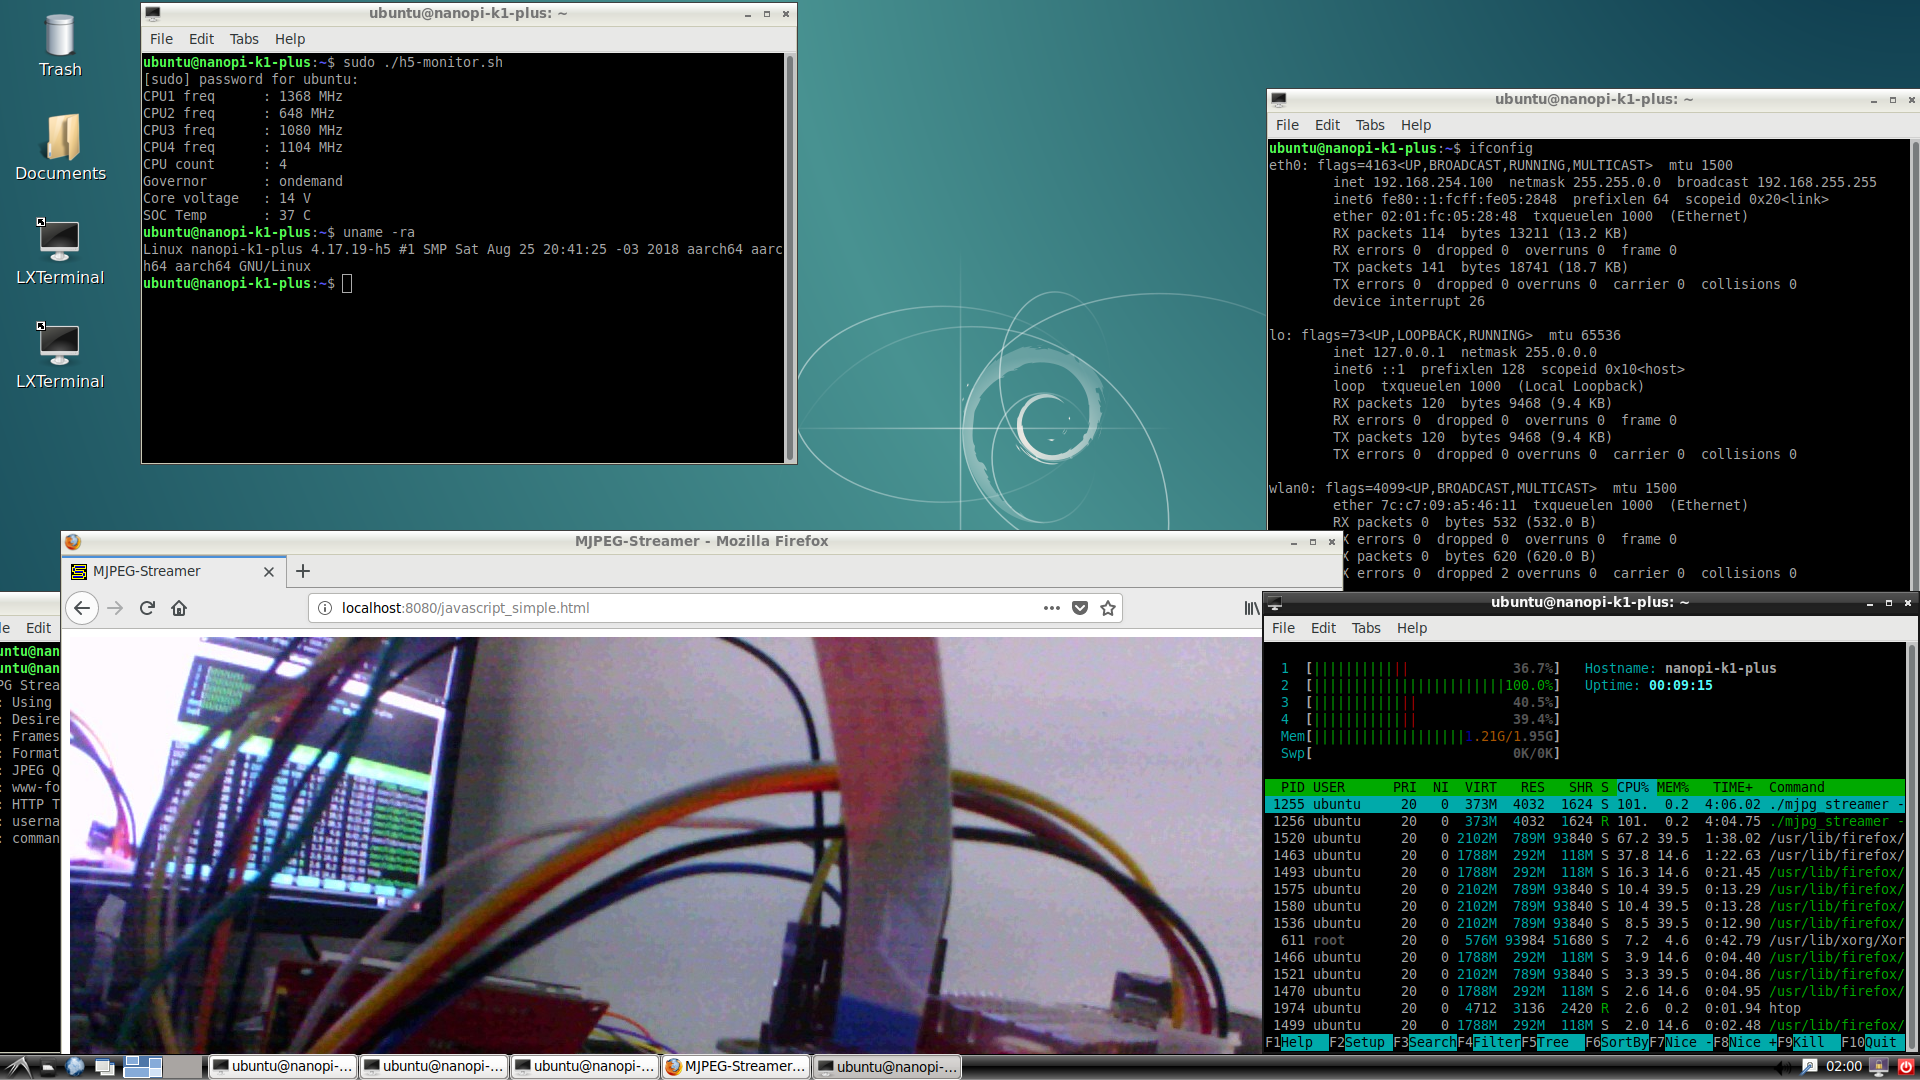 Trash
Documents
LXTerminal
LXTerminal
ubuntu@nanopi-k1-plus: ~
File Edit Tabs Help
ubuntu@nanopi-k1-plus:~$ sudo ./h5-monitor.sh
[sudo] password for ubuntu:
CPU1 freq      : 1368 MHz
CPU2 freq      : 648 MHz
CPU3 freq      : 1080 MHz
CPU4 freq      : 1104 MHz
CPU count      : 4
Governor       : ondemand
Core voltage   : 14 V
SOC Temp       : 37 C
ubuntu@nanopi-k1-plus:~$ uname -ra
Linux nanopi-k1-plus 4.17.19-h5 #1 SMP Sat Aug 25 20:41:25 -03 2018 aarch64 aarc
h64 aarch64 GNU/Linux
ubuntu@nanopi-k1-plus:~$
ubuntu@nanopi-k1-plus: ~
File Edit Tabs Help
ubuntu@nanopi-k1-plus:~$ ifconfig
eth0: flags=4163<UP,BROADCAST,RUNNING,MULTICAST>  mtu 1500
inet 192.168.254.100  netmask 255.255.0.0  broadcast 192.168.255.255
inet6 fe80::1:fcff:fe05:2848  prefixlen 64  scopeid 0x20<link>
ether 02:01:fc:05:28:48  txqueuelen 1000  (Ethernet)
RX packets 114  bytes 13211 (13.2 KB)
RX errors 0  dropped 0  overruns 0  frame 0
TX packets 141  bytes 18741 (18.7 KB)
TX errors 0  dropped 0 overruns 0  carrier 0  collisions 0
device interrupt 26
lo: flags=73<UP,LOOPBACK,RUNNING>  mtu 65536
inet 127.0.0.1  netmask 255.0.0.0
inet6 ::1  prefixlen 128  scopeid 0x10<host>
loop  txqueuelen 1000  (Local Loopback)
RX packets 120  bytes 9468 (9.4 KB)
RX errors 0  dropped 0  overruns 0  frame 0
TX packets 120  bytes 9468 (9.4 KB)
TX errors 0  dropped 0 overruns 0  carrier 0  collisions 0
wlan0: flags=4099<UP,BROADCAST,MULTICAST>  mtu 1500
ether 7c:c7:09:a5:46:11  txqueuelen 1000  (Ethernet)
RX packets 0  bytes 532 (532.0 B)
errors 0  dropped 0  overruns 0  frame 0
X packets 0  bytes 620 (620.0 B)
X errors 0  dropped 2 overruns 0  carrier 0  collisions 0
MJPEG-Streamer - Mozilla Firefox
MJPEG-Streamer
localhost:8080/javascript_simple.html
le Edit
untu@nan
untu@nan
PG Strea
: Using
: Desire
: Frames
: Format
: JPEG Q
: www-fo
: HTTP T
: userna
: comman
ubuntu@nanopi-k1-plus: ~
File Edit Tabs Help
1 [ 36.7%] Hostname: nanopi-k1-plus
2 [ 100.0%] Uptime: 00:09:15
3 [ 40.5%]
4 [ 39.4%]
Mem[ 1.21G/1.95G]
Swp[ 0K/0K]
PID USER PRI NI VIRT RES SHR S CPU% MEM% TIME+ Command
1255 ubuntu 20 0 373M 4032 1624 S 101. 0.2 4:06.02 ./mjpg_streamer -
1256 ubuntu 20 0 373M 4032 1624 R 101. 0.2 4:04.75 ./mjpg_streamer -
1520 ubuntu 20 0 2102M 789M 93840 S 67.2 39.5 1:38.02 /usr/lib/firefox/
1463 ubuntu 20 0 1788M 292M 118M S 37.8 14.6 1:22.63 /usr/lib/firefox/
1493 ubuntu 20 0 1788M 292M 118M S 16.3 14.6 0:21.45 /usr/lib/firefox/
1575 ubuntu 20 0 2102M 789M 93840 S 10.4 39.5 0:13.29 /usr/lib/firefox/
1580 ubuntu 20 0 2102M 789M 93840 S 10.4 39.5 0:13.28 /usr/lib/firefox/
1536 ubuntu 20 0 2102M 789M 93840 S 8.5 39.5 0:12.90 /usr/lib/firefox/
611 root 20 0 576M 93984 51680 S 7.2 4.6 0:42.79 /usr/lib/xorg/Xor
1466 ubuntu 20 0 1788M 292M 118M S 3.9 14.6 0:04.40 /usr/lib/firefox/
1521 ubuntu 20 0 2102M 789M 93840 S 3.3 39.5 0:04.86 /usr/lib/firefox/
1470 ubuntu 20 0 1788M 292M 118M S 2.6 14.6 0:04.95 /usr/lib/firefox/
1974 ubuntu 20 0 4712 3136 2420 R 2.6 0.2 0:01.94 htop
1499 ubuntu 20 0 1788M 292M 118M S 2.0 14.6 0:02.48 /usr/lib/firefox/
F1Help F2Setup F3SearchF4FilterF5Tree F6SortByF7Nice -F8Nice +F9Kill F10Quit
ubuntu@nanopi-... ubuntu@nanopi-... ubuntu@nanopi-... MJPEG-Streamer... ubuntu@nanopi-... 02:00